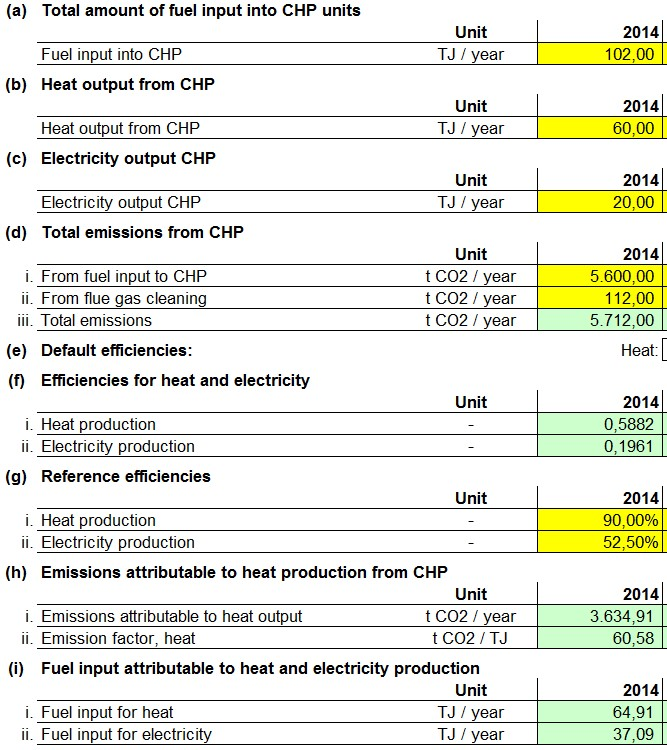 (a) Total amount of fuel input into CHP units
Unit 2014
Fuel input into CHP TJ / year 102,00
(b) Heat output from CHP
Unit 2014
Heat output from CHP TJ / year 60,00
(c) Electricity output CHP
Unit 2014
Electricity output CHP TJ / year 20,00
(d) Total emissions from CHP
Unit 2014
i. From fuel input to CHP t CO2 / year 5.600,00
ii. From flue gas cleaning t CO2 / year 112,00
iii. Total emissions t CO2 / year 5.712,00
(e) Default efficiencies: Heat:
(f) Efficiencies for heat and electricity
Unit 2014
i. Heat production - 0,5882
ii. Electricity production - 0,1961
(g) Reference efficiencies
Unit 2014
i. Heat production - 90,00%
ii. Electricity production - 52,50%
(h) Emissions attributable to heat production from CHP
Unit 2014
i. Emissions attributable to heat output t CO2 / year 3.634,91
ii. Emission factor, heat t CO2 / TJ 60,58
(i) Fuel input attributable to heat and electricity production
Unit 2014
i. Fuel input for heat TJ / year 64,91
ii. Fuel input for electricity TJ / year 37,09